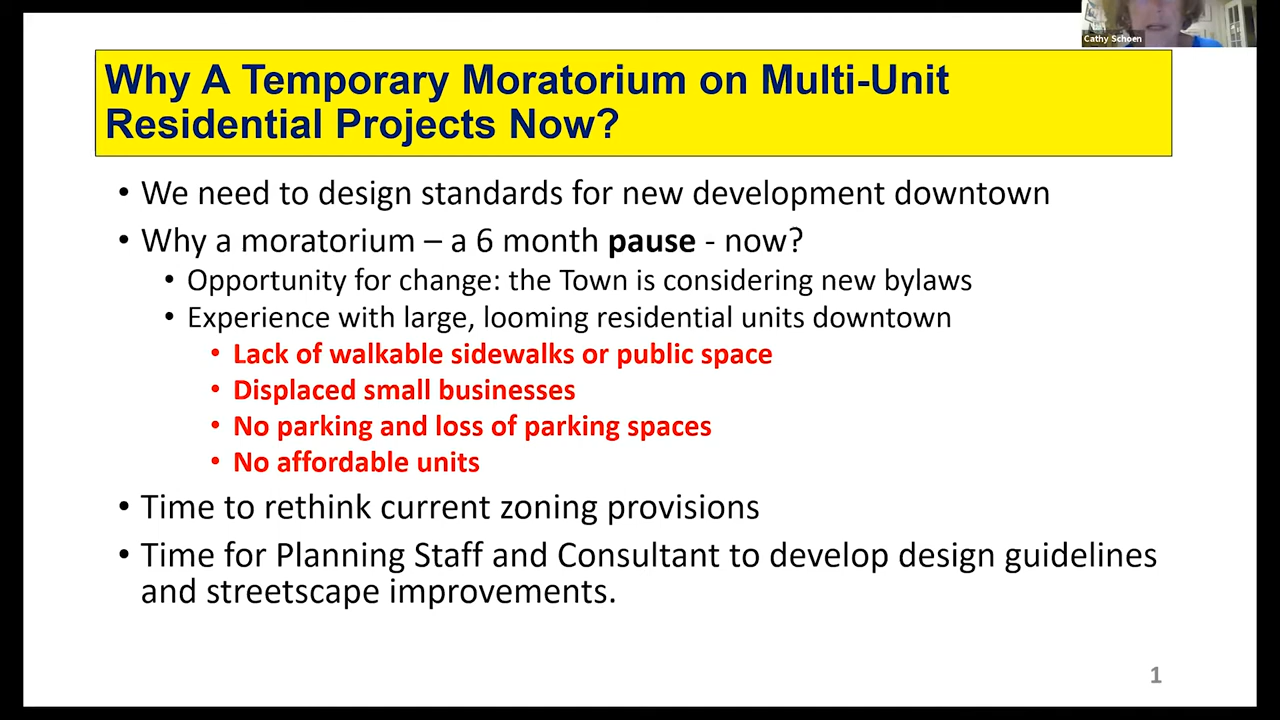 Cathy Schoen
Why A Temporary Moratorium on Multi-Unit
Residential Projects Now?
• We need to design standards for new development downtown
• Why a moratorium – a 6 month pause - now?
• Opportunity for change: the Town is considering new bylaws
• Experience with large, looming residential units downtown
• Lack of walkable sidewalks or public space
• Displaced small businesses
• No parking and loss of parking spaces
• No affordable units
• Time to rethink current zoning provisions
• Time for Planning Staff and Consultant to develop design guidelines
and streetscape improvements.
1